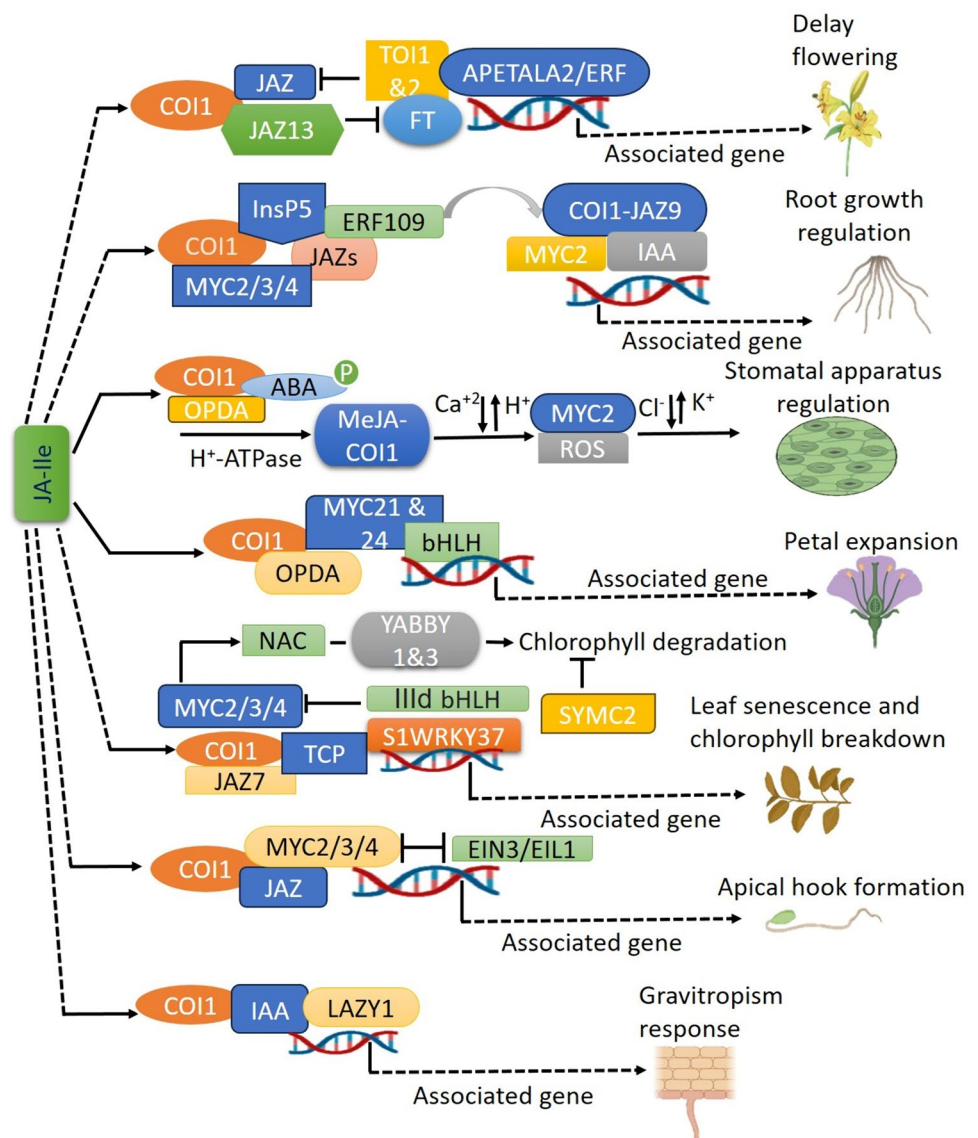 Delay
flowering
TOI1
&2
JAZ
APETALA2/ERF
COI1
JAZ13
FT
Associated gene
Root growth
regulation
InsP5
ERF109
COI1-JAZ9
COI1
JAZs
MYC2
IAA
MYC2/3/4
Associated gene
Stomatal apparatus
regulation
COI1
ABA
P
OPDA
Ca+2
H+
MYC2
Cl-
K+
MeJA-
COI1
H+-ATPase
ROS
JA-Ile
MYC21 &
24
COI1
bHLH
OPDA
Petal expansion
Associated gene
NAC
YABBY
1&3
Chlorophyll degradation
MYC2/3/4
IIId bHLH
SYMC2
Leaf senescence and
chlorophyll breakdown
COI1
TCP
S1WRKY37
JAZ7
Associated gene
MYC2/3/4
EIN3/EIL1
COI1
JAZ
Apical hook formation
Associated gene
Gravitropism
response
COI1
IAA
LAZY1
Associated gene